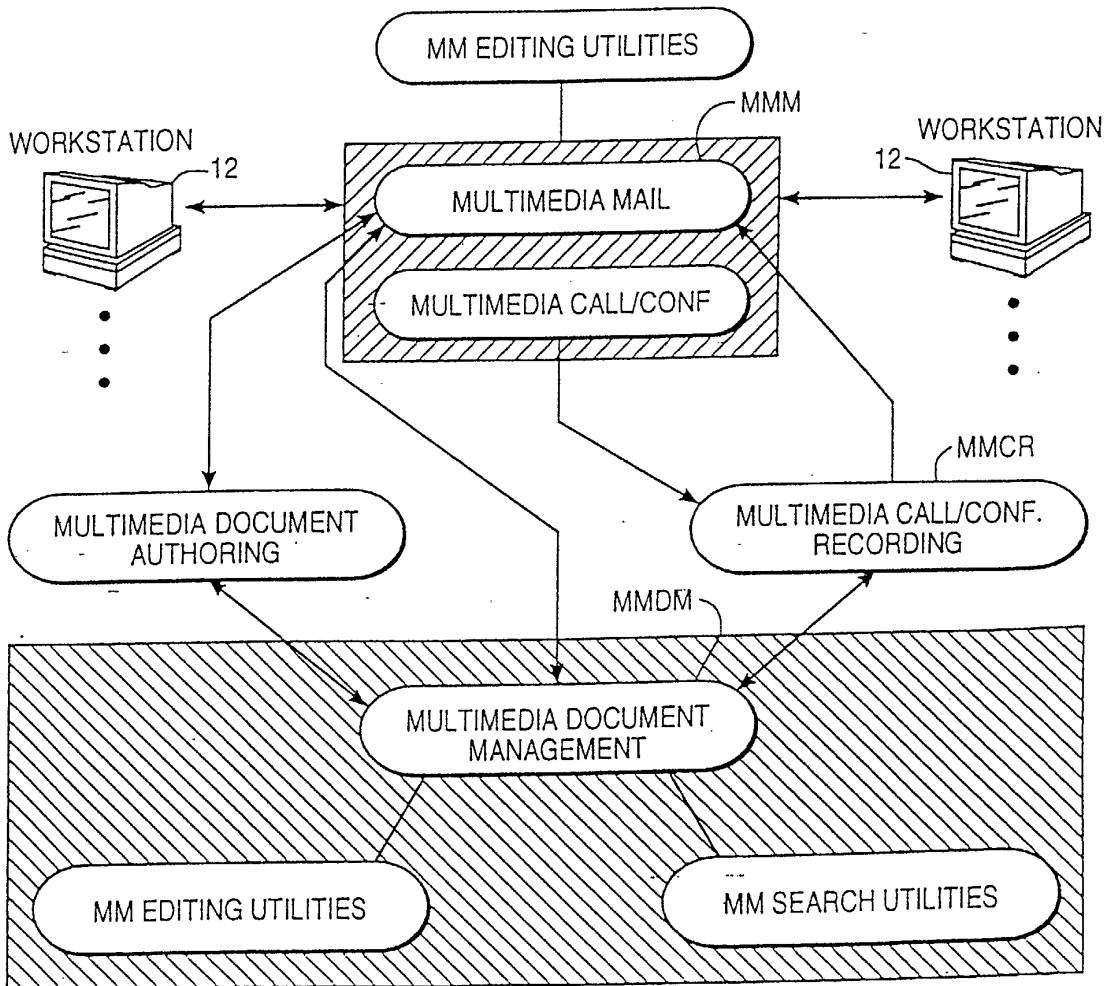 MM EDITING UTILITIES
MMM
WORKSTATION
12
WORKSTATION
12
MULTIMEDIA MAIL
MULTIMEDIA CALL/CONF
MMCR
MULTIMEDIA DOCUMENT
AUTHORING
MULTIMEDIA CALL/CONF.
RECORDING
MMDM
MULTIMEDIA DOCUMENT
MANAGEMENT
MM EDITING UTILITIES
MM SEARCH UTILITIES